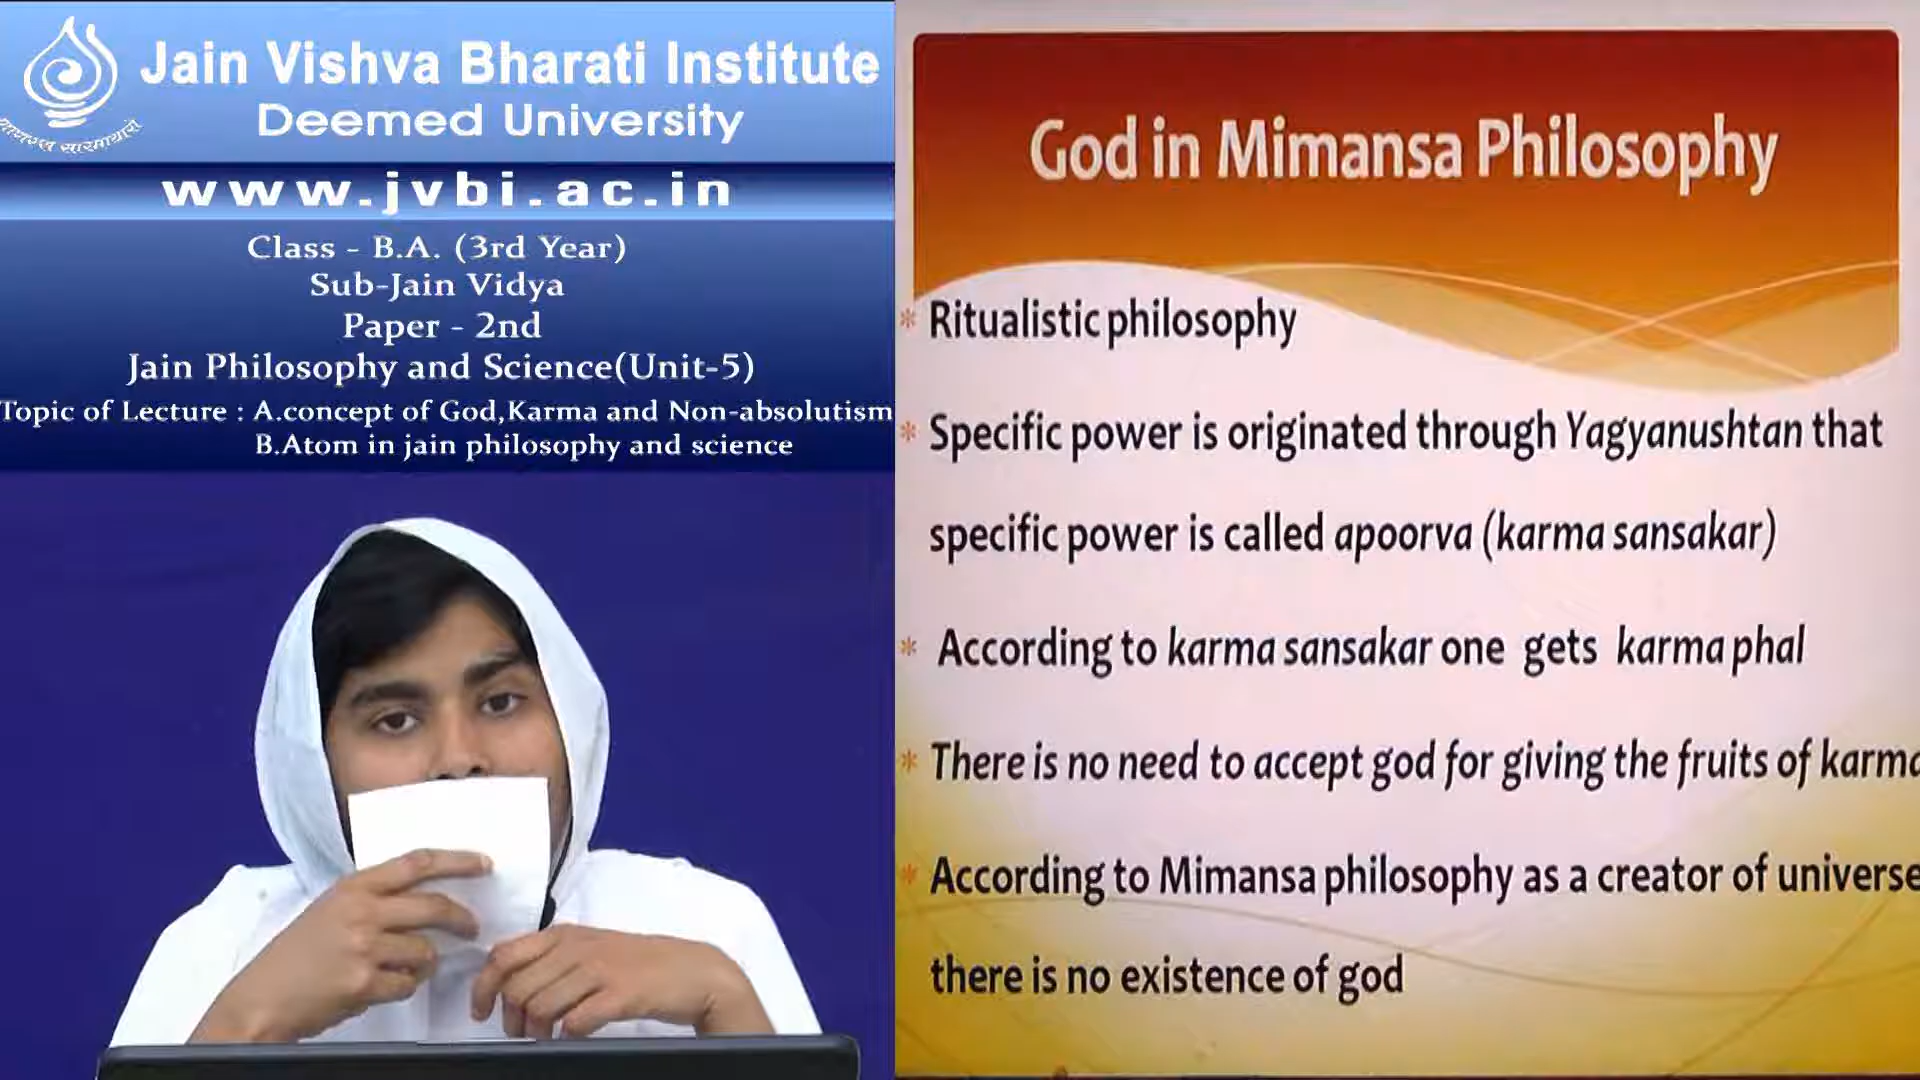 Jain Vishva Bharati Institute
Deemed University
www.jvbi.ac.in
Class - B.A. (3rd Year)
Sub-Jain Vidya
Paper - 2nd
Jain Philosophy and Science(Unit-5)
Topic of Lecture : A.concept of God,Karma and Non-absolutism
B.Atom in jain philosophy and science
God in Mimansa Philosophy
* Ritualistic philosophy
* Specific power is originated through Yagyanushtan that
specific power is called apoorva (karma sansakar)
* According to karma sansakar one gets karma phal
* There is no need to accept god for giving the fruits of karma
* According to Mimansa philosophy as a creator of universe
there is no existence of god